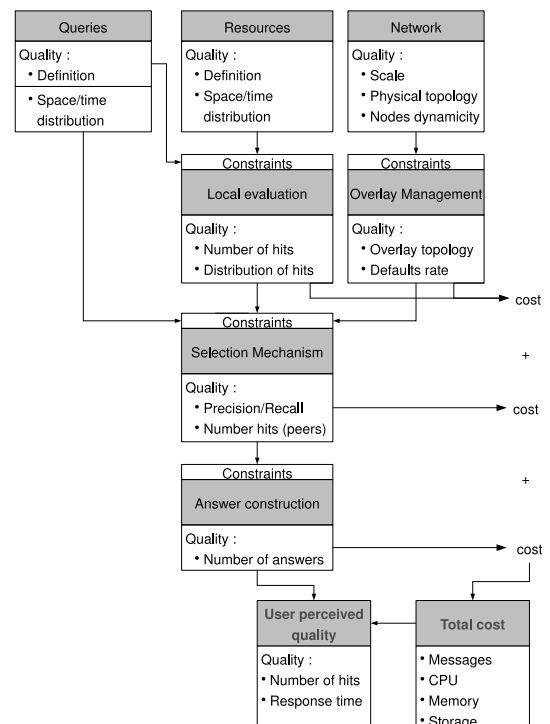 Queries
Quality :
• Definition
• Space/time
distribution
Resources
Quality :
• Definition
• Space/time
distribution
Network
Quality :
• Scale
• Physical topology
• Nodes dynamicity
Constraints
Local evaluation
Quality :
• Number of hits
• Distribution of hits
Constraints
Overlay Management
Quality :
• Overlay topology
• Defaults rate
cost
Constraints
Selection Mechanism
Quality :
• Precision/Recall
• Number hits (peers)
+
cost
Constraints
Answer construction
Quality :
• Number of answers
+
cost
User perceived
quality
Quality :
• Number of hits
• Response time
Total cost
• Messages
• CPU
• Memory
• Storage